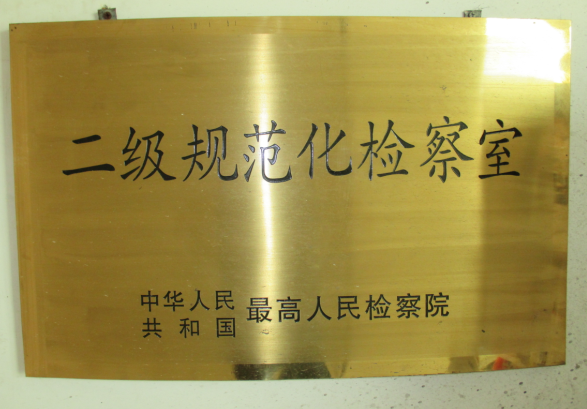 二级规范化检察室
中华人民
共和国
最高人民检察院